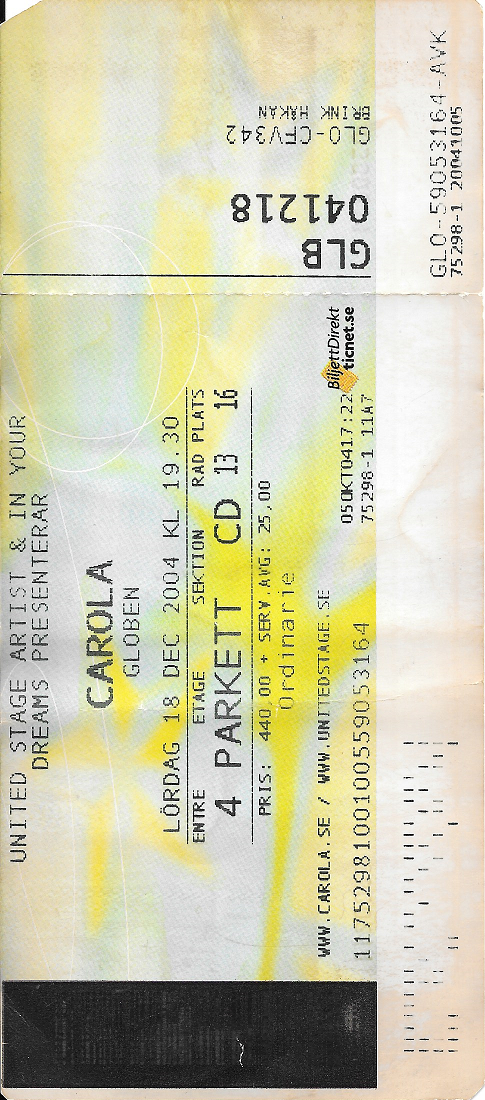 UNITED STAGE ARTIST & IN YOUR
DREAMS PRESENTERAR
CAROLA
GLOBEN
LÖRDAG 18 DEC 2004 KL 19.30
ENTRE ETAGE SEKTION RAD PLATS
4 PARKETT CD 13 16
PRIS: 440,00 + SERV.AVG: 25,00
Ordinarie
WWW.CAROLA.SE / WWW.UNITEDSTAGE.SE
11752981001005559053164
BiljettDirekt
ticnet.se
05OKT0417:22
75298-1 11A7
GLB
041218
GLO-CFV342
BRINK HÅKAN
GLO-59053164-AVK
75298-1 20041005